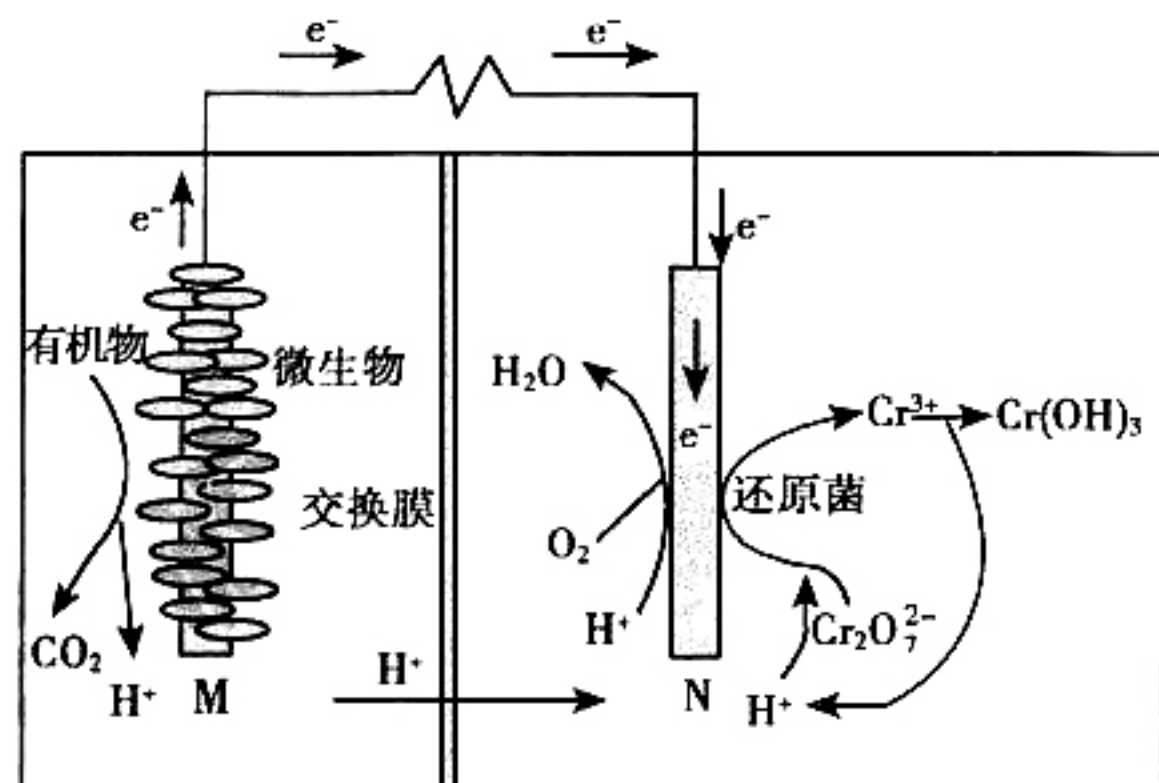 e⁻
e⁻
e⁻
e⁻
有机物
微生物
H₂O
e⁻
Cr³⁺
Cr(OH)₃
交换膜
还原菌
O₂
H⁺
Cr₂O₇²⁻
CO₂
H⁺
M
H⁺
N
H⁺